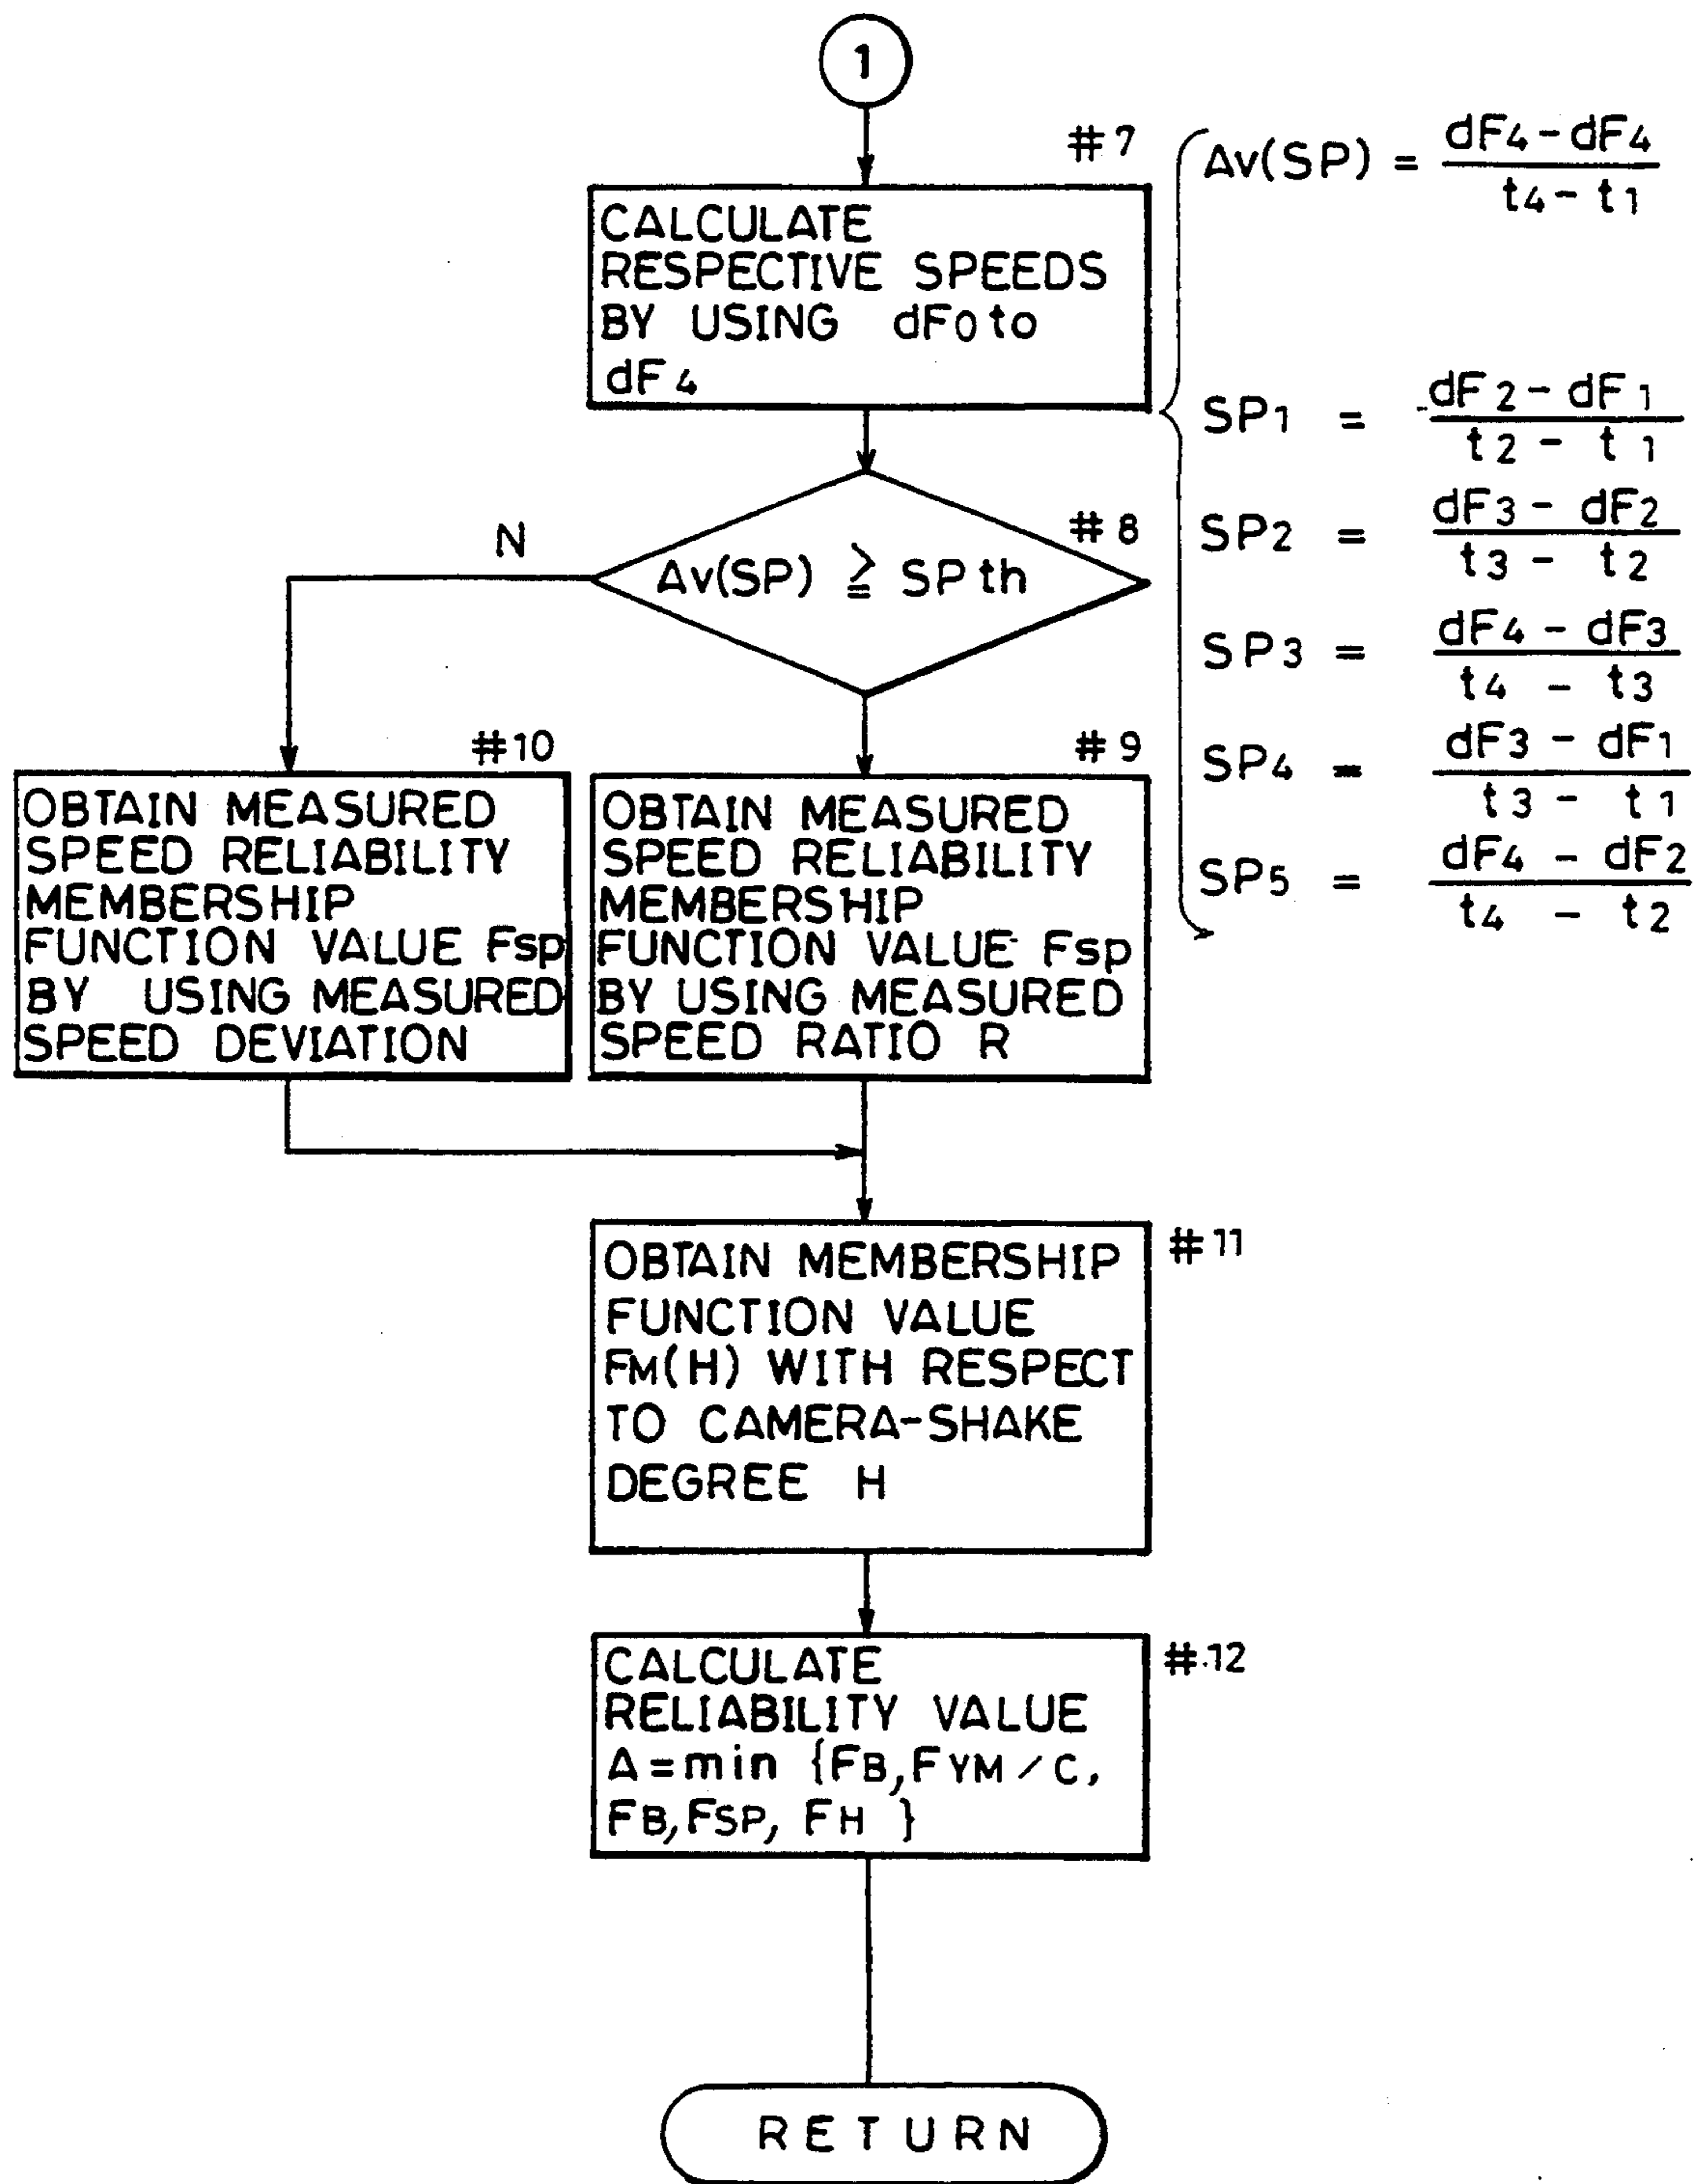 1
#7
CALCULATE
RESPECTIVE SPEEDS
BY USING dF0 to
dF4
Av(SP) = dF4 - dF4 / t4 - t1
SP1 = dF2 - dF1 / t2 - t1
SP2 = dF3 - dF2 / t3 - t2
SP3 = dF4 - dF3 / t4 - t3
SP4 = dF3 - dF1 / t3 - t1
SP5 = dF4 - dF2 / t4 - t2
#8
N
Av(SP) ≧ SPth
#10
OBTAIN MEASURED
SPEED RELIABILITY
MEMBERSHIP
FUNCTION VALUE Fsp
BY USING MEASURED
SPEED DEVIATION
#9
OBTAIN MEASURED
SPEED RELIABILITY
MEMBERSHIP
FUNCTION VALUE Fsp
BY USING MEASURED
SPEED RATIO R
#11
OBTAIN MEMBERSHIP
FUNCTION VALUE
FM(H) WITH RESPECT
TO CAMERA-SHAKE
DEGREE H
#12
CALCULATE
RELIABILITY VALUE
A=min {FB,FYM/C,
FB,FSP, FH }
RETURN